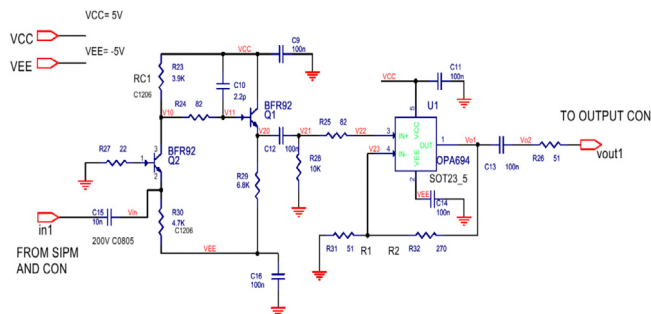 VCC= 5V
VCC
VEE= -5V
VEE
RC1
R23
3.9K
C1206
C10
2.2p
VCC
C9
100n
V10
R24
82
V11
BFR92
Q1
R27
22
BFR92
Q2
3
1
2
V20
C12
100n
V21
R28
10K
R25
82
V22
R29
6.8K
in1
C15
10n
Vin
200V C0805
R30
4.7K
C1206
FROM SIPM
AND CON
VEE
C16
100n
VCC
C11
100n
U1
5
3
IN+
VCC
OUT
1
V23
4
IN-
VEE
OPA694
SOT23_5
2
VEE
C14
100n
Vo1
C13
100n
Vo2
R26
51
TO OUTPUT CON
vout1
R31
51
R1
R2
R32
270